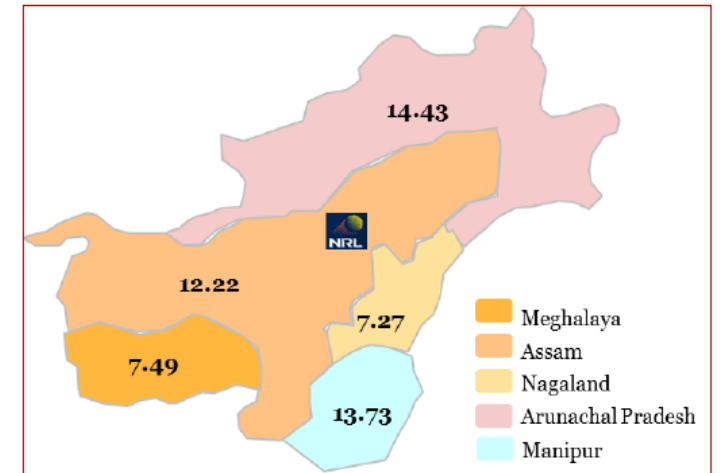 14.43
NRL
12.22
7.27
7.49
13.73
Meghalaya
Assam
Nagaland
Arunachal Pradesh
Manipur